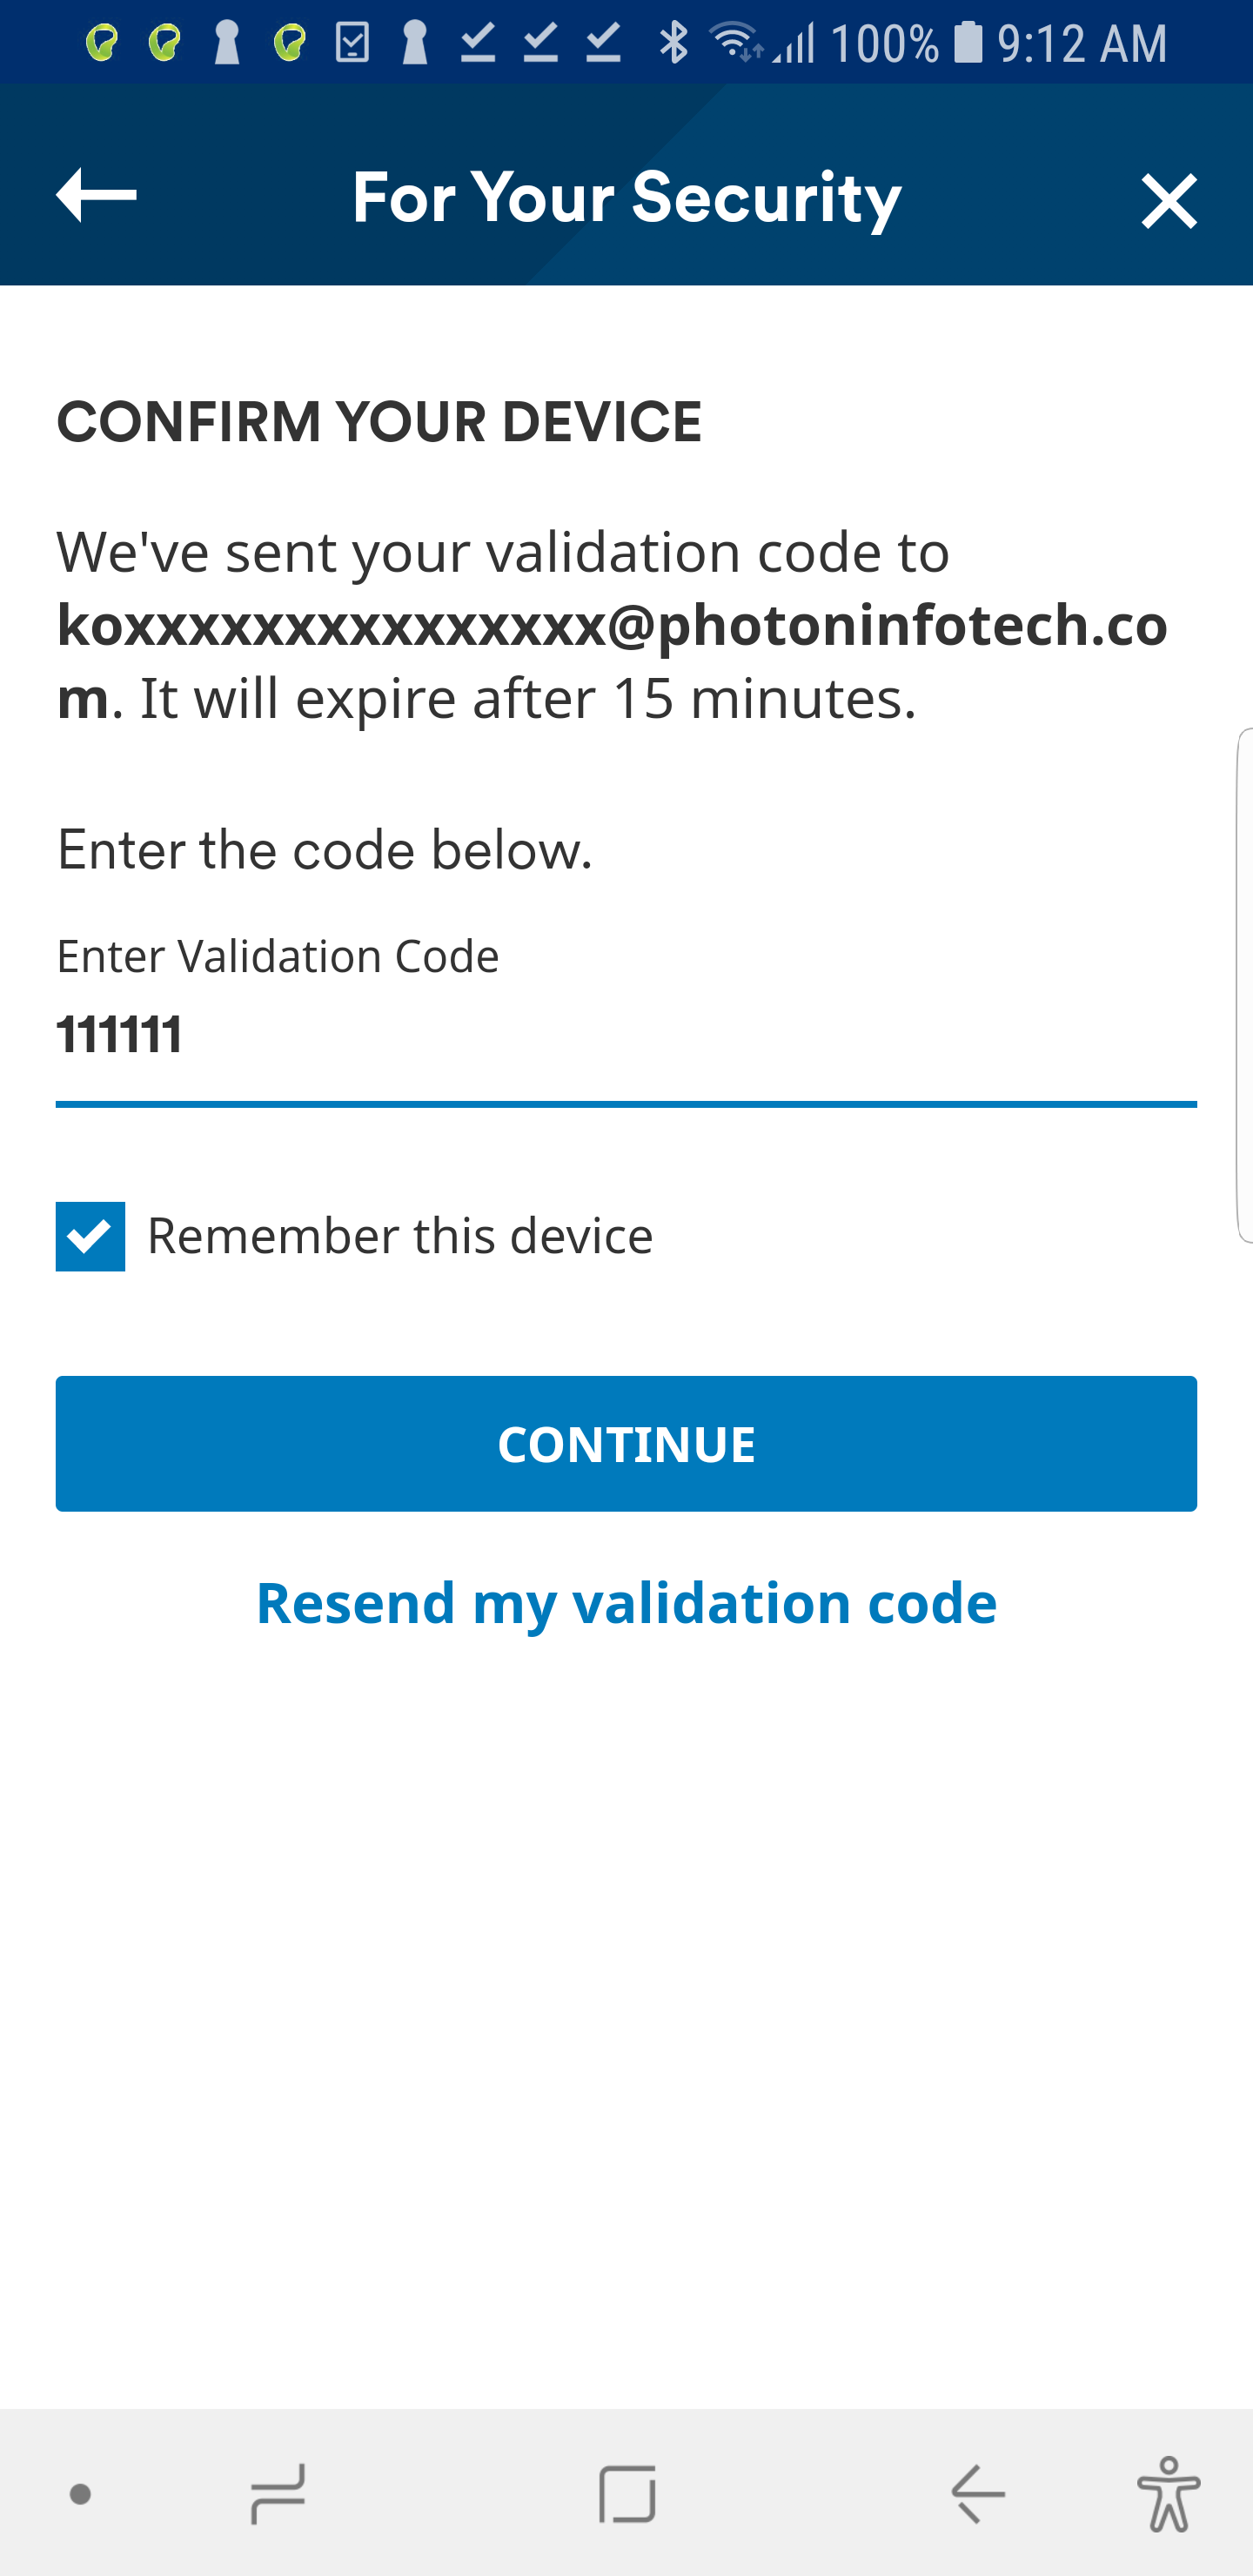 100% 9:12 AM
For Your Security
CONFIRM YOUR DEVICE
We've sent your validation code to
koxxxxxxxxxxxxxxx@photoninfotech.co
m. It will expire after 15 minutes.
Enter the code below.
Enter Validation Code
111111
Remember this device
CONTINUE
Resend my validation code